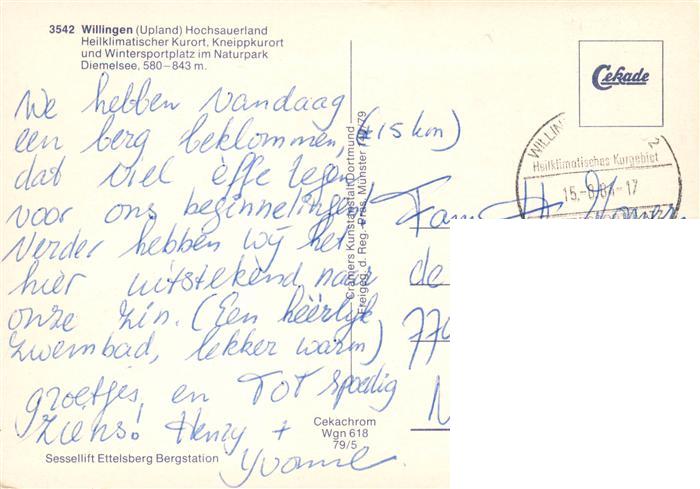 3542 Willingen (Upland) Hochsauerland
Heilklimatischer Kurort, Kneippkurort
und Wintersportplatz im Naturpark
Diemelsee, 580–843 m.
Cekade
We hebben vandaag
een berg beklommen, (± 15 km)
dat viel effe tegen
voor ons beginnelingen!
Verder hebben wij het
hier uitstekend naar
onze zin. (Een heerlijk
zwembad, lekker warm)
groetjes, en tot spoedig
ziens! Henry +
Yvonne
Cramers Kunstanstalt Dortmund
Freigeg. d. Reg. Präs. Münster
Heilklimatisches Kurgebiet
Fam
de
770
N
Cekachrom
Wgn 618
79/5
Sessellift Ettelsberg Bergstation